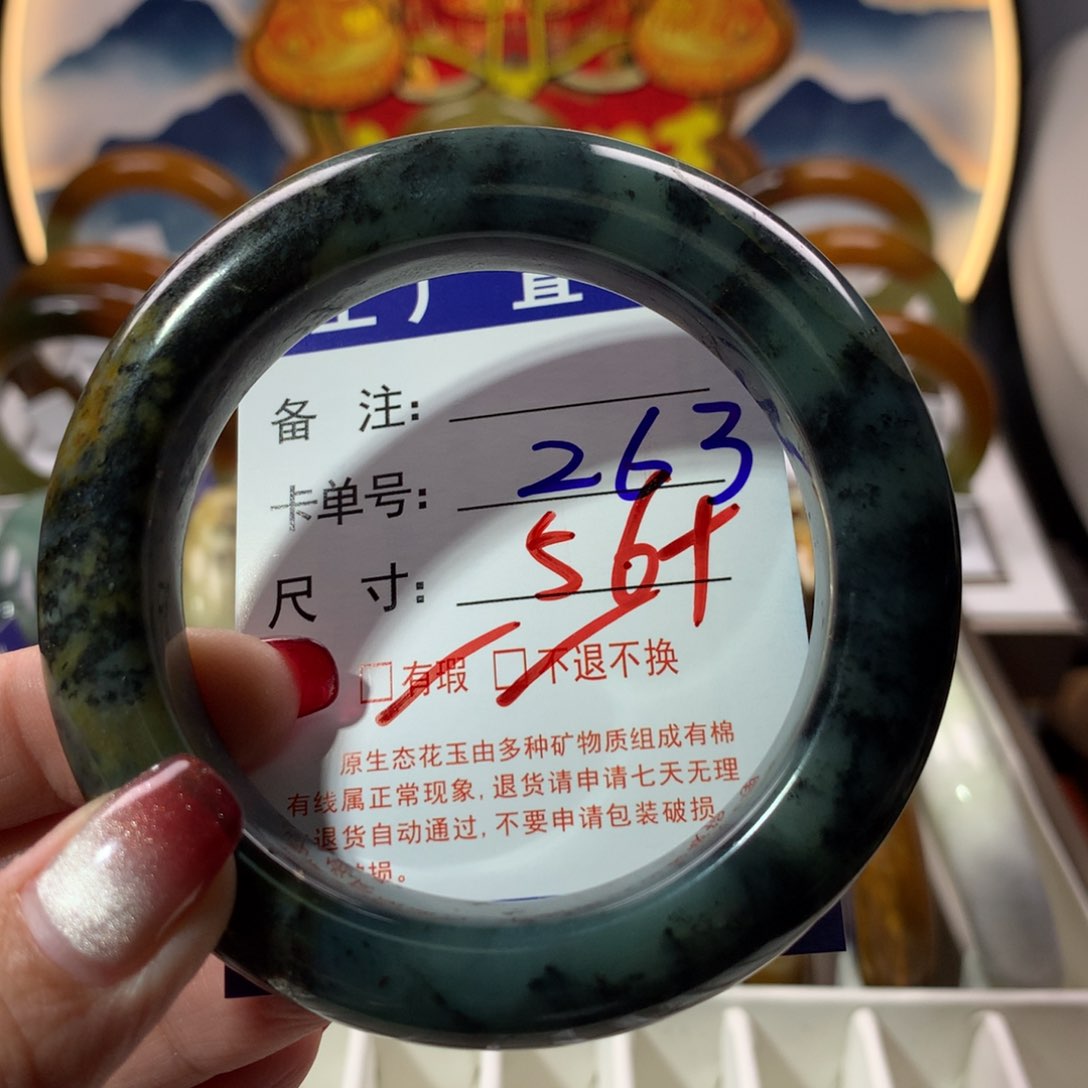 厂 直
备 注:
卡单号: 263
尺 寸: 56+
有瑕 不退不换
原生态花玉由多种矿物质组成有棉
有线属正常现象,退货请申请七天无理
退货自动通过,不要申请包装破损
损。